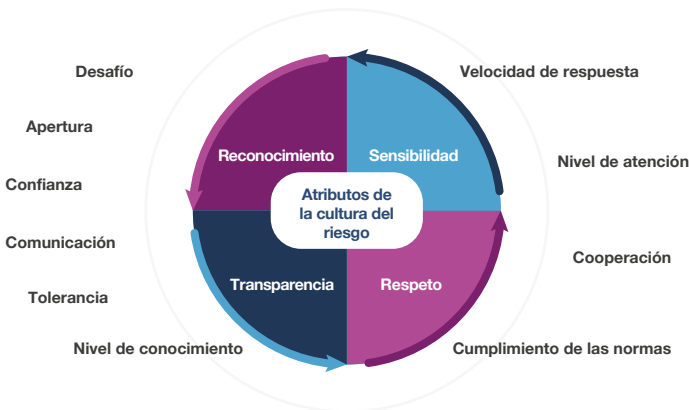 Desafío
Velocidad de respuesta
Apertura
Reconocimiento
Sensibilidad
Nivel de atención
Confianza
Atributos de
la cultura del
riesgo
Comunicación
Cooperación
Transparencia
Respeto
Tolerancia
Nivel de conocimiento
Cumplimiento de las normas